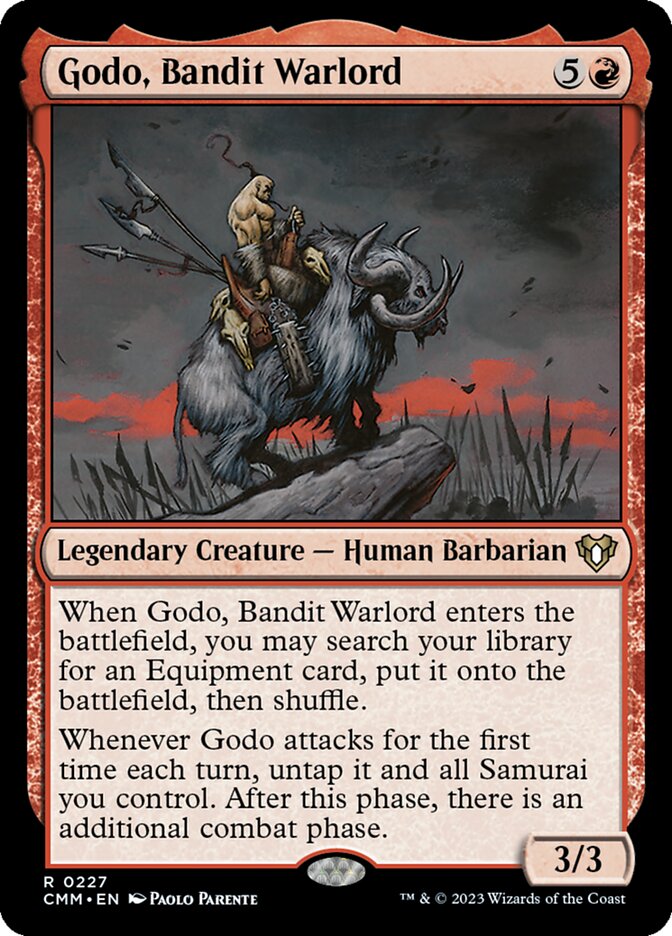 Godo, Bandit Warlord 5
Legendary Creature — Human Barbarian
When Godo, Bandit Warlord enters the
battlefield, you may search your library
for an Equipment card, put it onto the
battlefield, then shuffle.
Whenever Godo attacks for the first
time each turn, untap it and all Samurai
you control. After this phase, there is an
additional combat phase.
3/3
R 0227
CMM • EN Paolo Parente
™ & © 2023 Wizards of the Coast